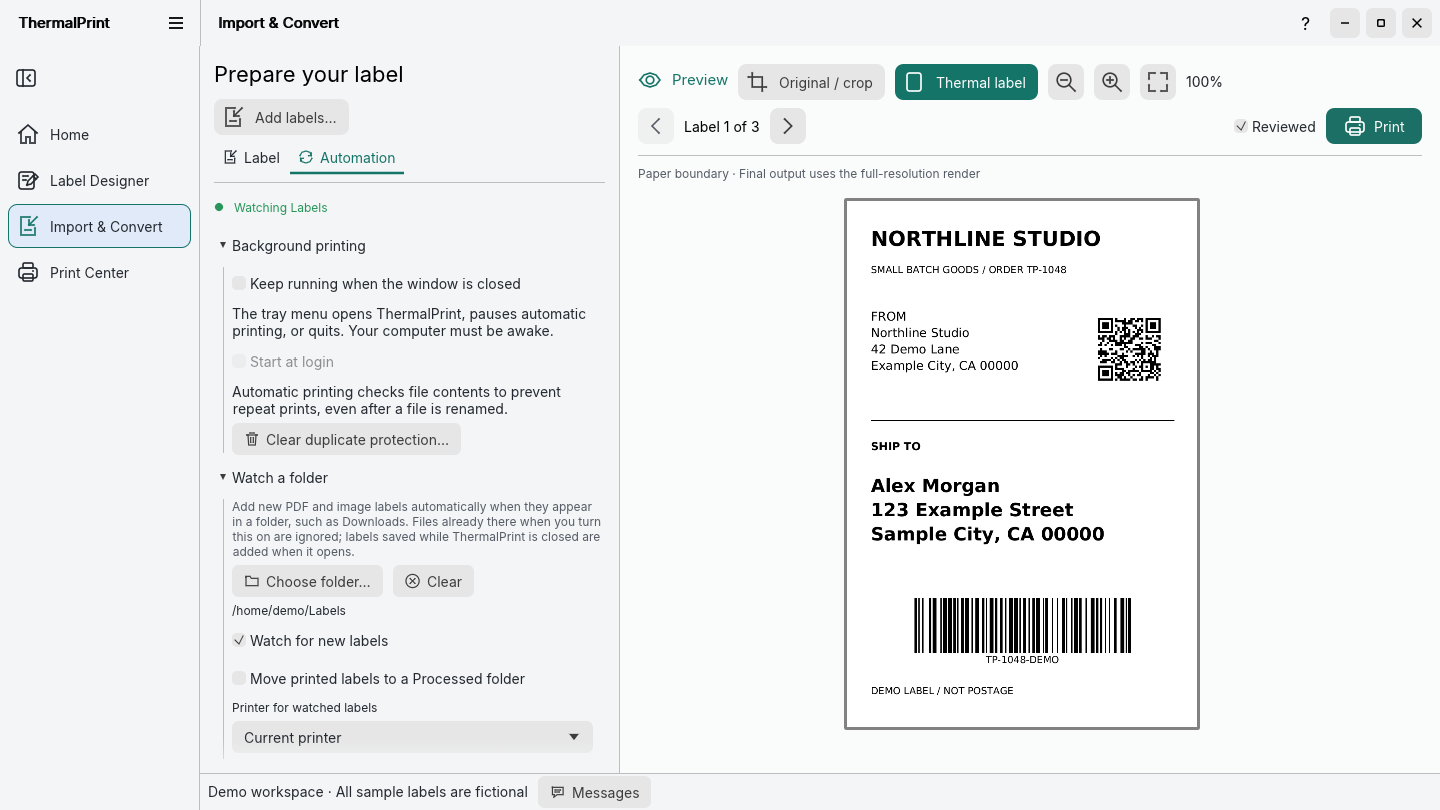 ThermalPrint
Import & Convert
?
Home
Label Designer
Import & Convert
Print Center
Prepare your label
Add labels...
Label
Automation
Watching Labels
Background printing
Keep running when the window is closed
The tray menu opens ThermalPrint, pauses automatic
printing, or quits. Your computer must be awake.
Start at login
Automatic printing checks file contents to prevent
repeat prints, even after a file is renamed.
Clear duplicate protection...
Watch a folder
Add new PDF and image labels automatically when they appear
in a folder, such as Downloads. Files already there when you turn
this on are ignored; labels saved while ThermalPrint is closed are
added when it opens.
Choose folder...
Clear
/home/demo/Labels
Watch for new labels
Move printed labels to a Processed folder
Printer for watched labels
Current printer
Preview
Original / crop
Thermal label
100%
Label 1 of 3
Reviewed
Print
Paper boundary · Final output uses the full-resolution render
NORTHLINE STUDIO
SMALL BATCH GOODS / ORDER TP-1048
FROM
Northline Studio
42 Demo Lane
Example City, CA 00000
SHIP TO
Alex Morgan
123 Example Street
Sample City, CA 00000
TP-1048-DEMO
DEMO LABEL / NOT POSTAGE
Demo workspace · All sample labels are fictional
Messages